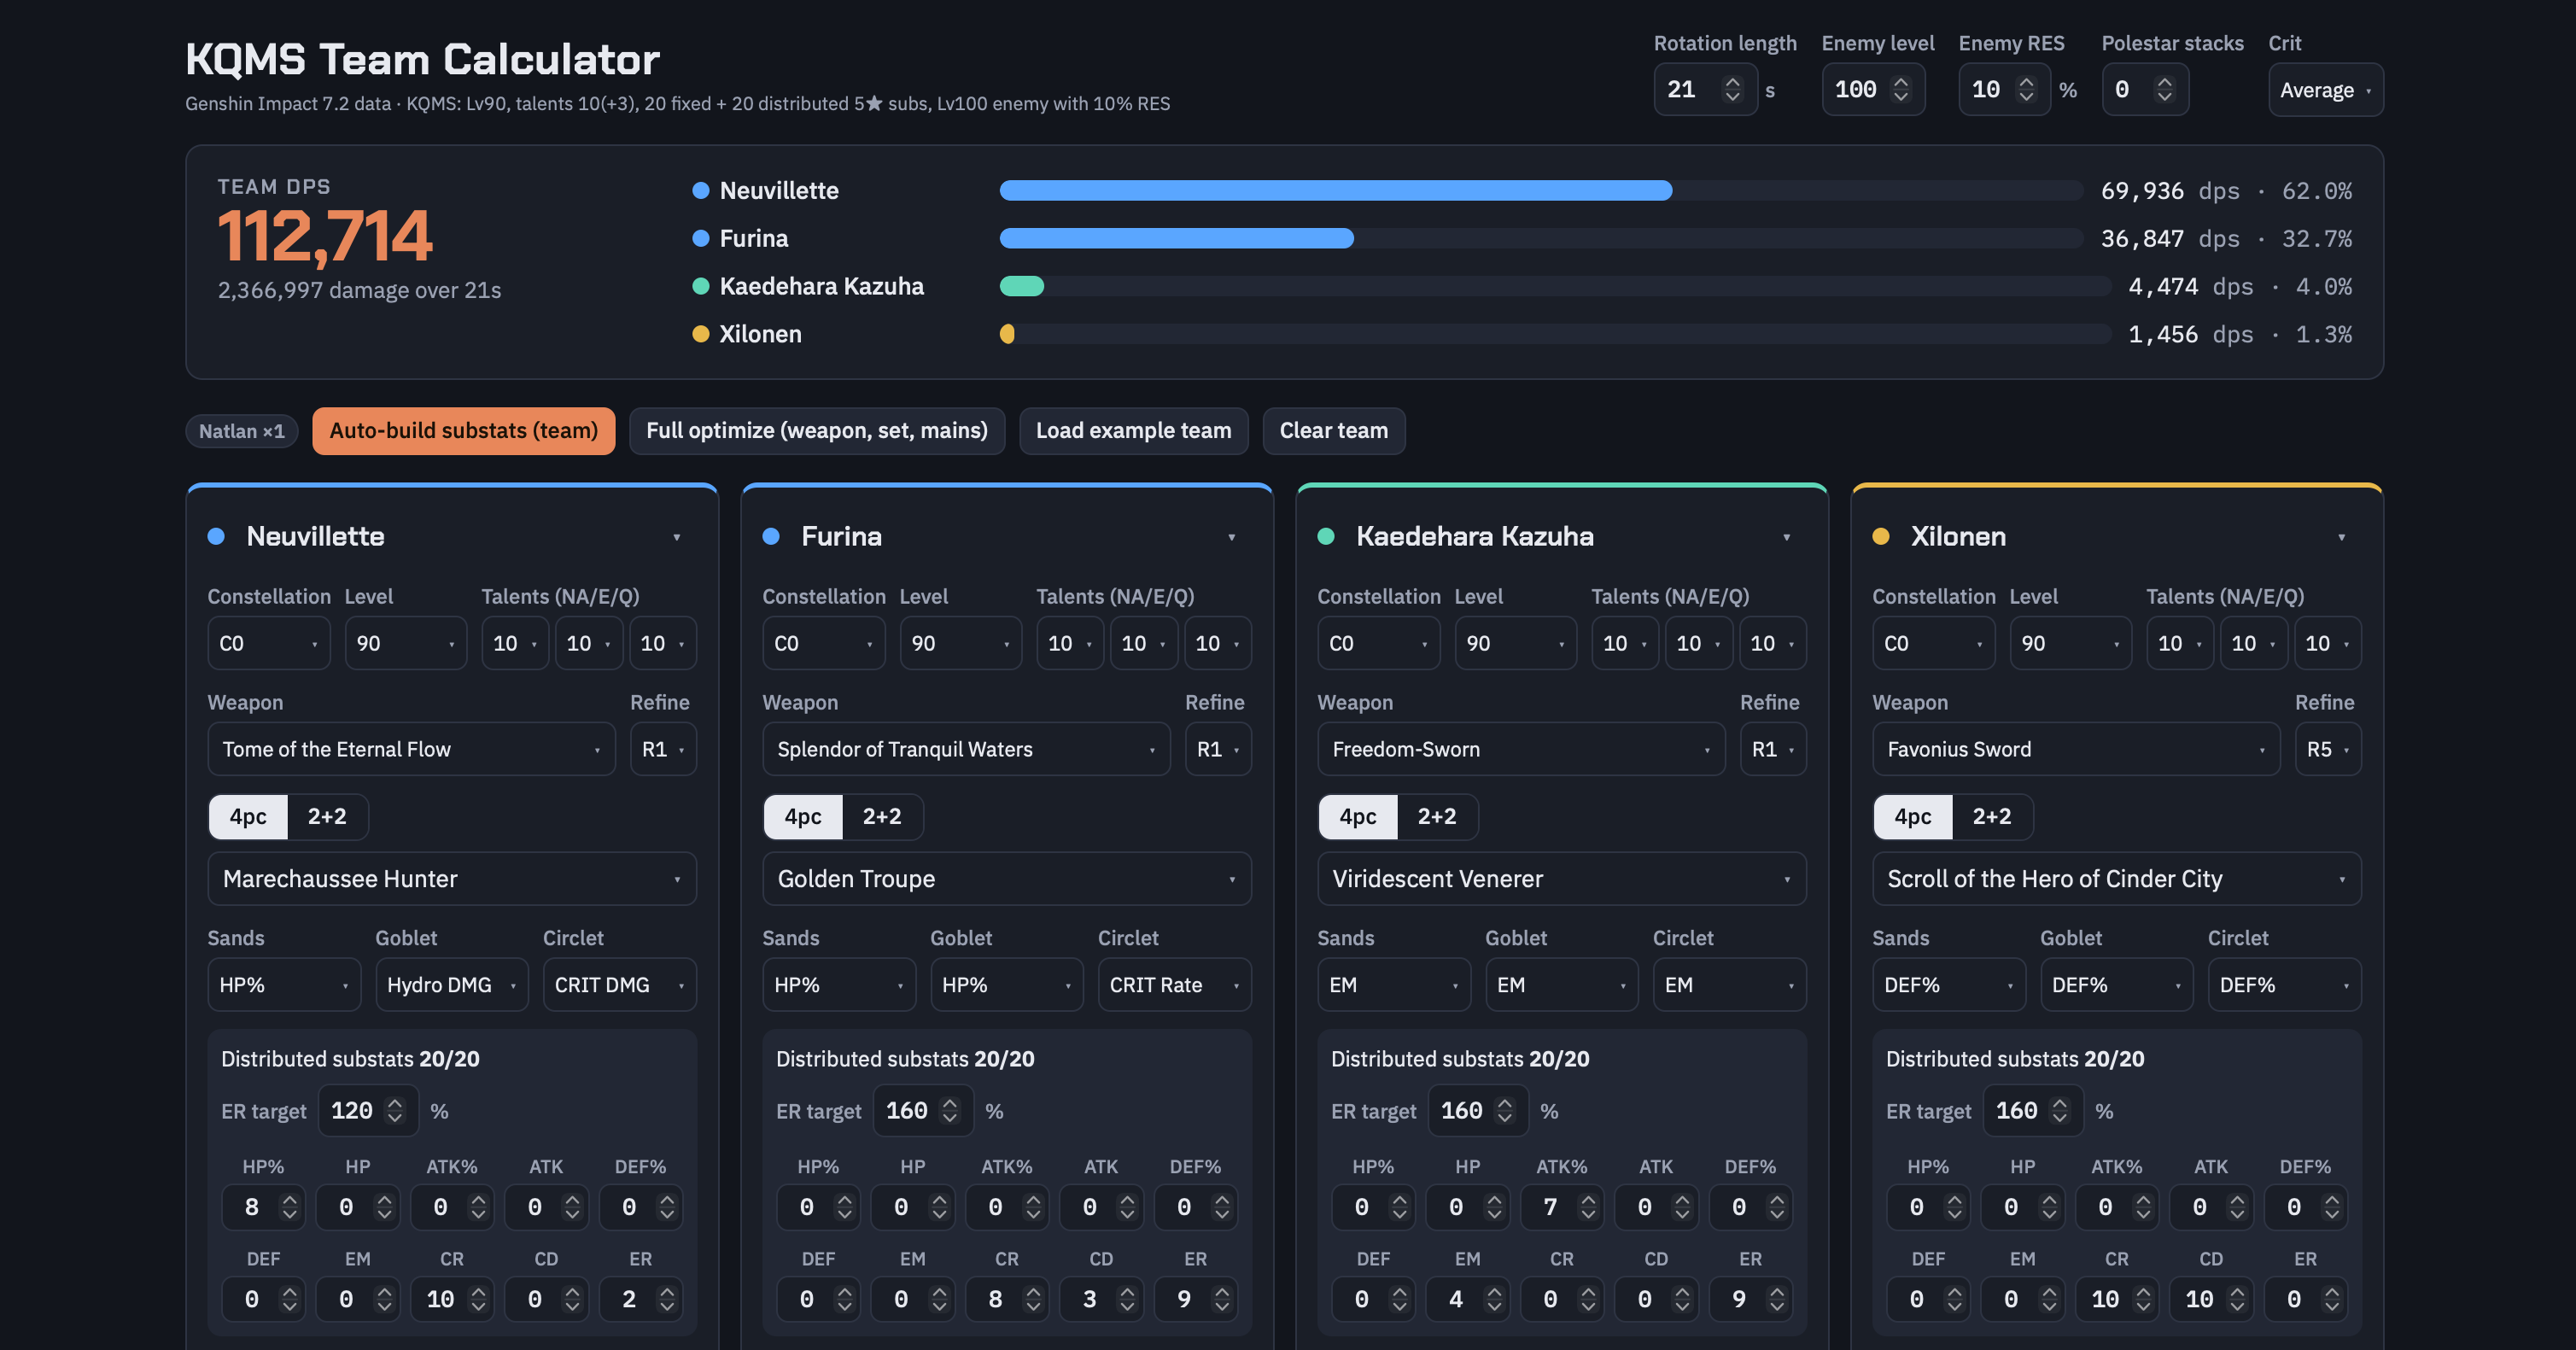 KQMS Team Calculator
Genshin Impact 7.2 data · KQMS: Lv90, talents 10(+3), 20 fixed + 20 distributed 5★ subs, Lv100 enemy with 10% RES
Rotation length Enemy level Enemy RES Polestar stacks Crit
21 s 100 10 % 0 Average
TEAM DPS
112,714
2,366,997 damage over 21s
Neuvillette 69,936 dps · 62.0%
Furina 36,847 dps · 32.7%
Kaedehara Kazuha 4,474 dps · 4.0%
Xilonen 1,456 dps · 1.3%
Natlan ×1 Auto-build substats (team) Full optimize (weapon, set, mains) Load example team Clear team
Neuvillette
Constellation Level Talents (NA/E/Q)
C0 90 10 10 10
Weapon Refine
Tome of the Eternal Flow R1
4pc 2+2
Marechaussee Hunter
Sands Goblet Circlet
HP% Hydro DMG CRIT DMG
Distributed substats 20/20
ER target 120 %
HP% HP ATK% ATK DEF%
8 0 0 0 0
DEF EM CR CD ER
0 0 10 0 2
Furina
Constellation Level Talents (NA/E/Q)
C0 90 10 10 10
Weapon Refine
Splendor of Tranquil Waters R1
4pc 2+2
Golden Troupe
Sands Goblet Circlet
HP% HP% CRIT Rate
Distributed substats 20/20
ER target 160 %
HP% HP ATK% ATK DEF%
0 0 0 0 0
DEF EM CR CD ER
0 0 8 3 9
Kaedehara Kazuha
Constellation Level Talents (NA/E/Q)
C0 90 10 10 10
Weapon Refine
Freedom-Sworn R1
4pc 2+2
Viridescent Venerer
Sands Goblet Circlet
EM EM EM
Distributed substats 20/20
ER target 160 %
HP% HP ATK% ATK DEF%
0 0 7 0 0
DEF EM CR CD ER
0 4 0 0 9
Xilonen
Constellation Level Talents (NA/E/Q)
C0 90 10 10 10
Weapon Refine
Favonius Sword R5
4pc 2+2
Scroll of the Hero of Cinder City
Sands Goblet Circlet
DEF% DEF% DEF%
Distributed substats 20/20
ER target 160 %
HP% HP ATK% ATK DEF%
0 0 0 0 0
DEF EM CR CD ER
0 0 10 10 0